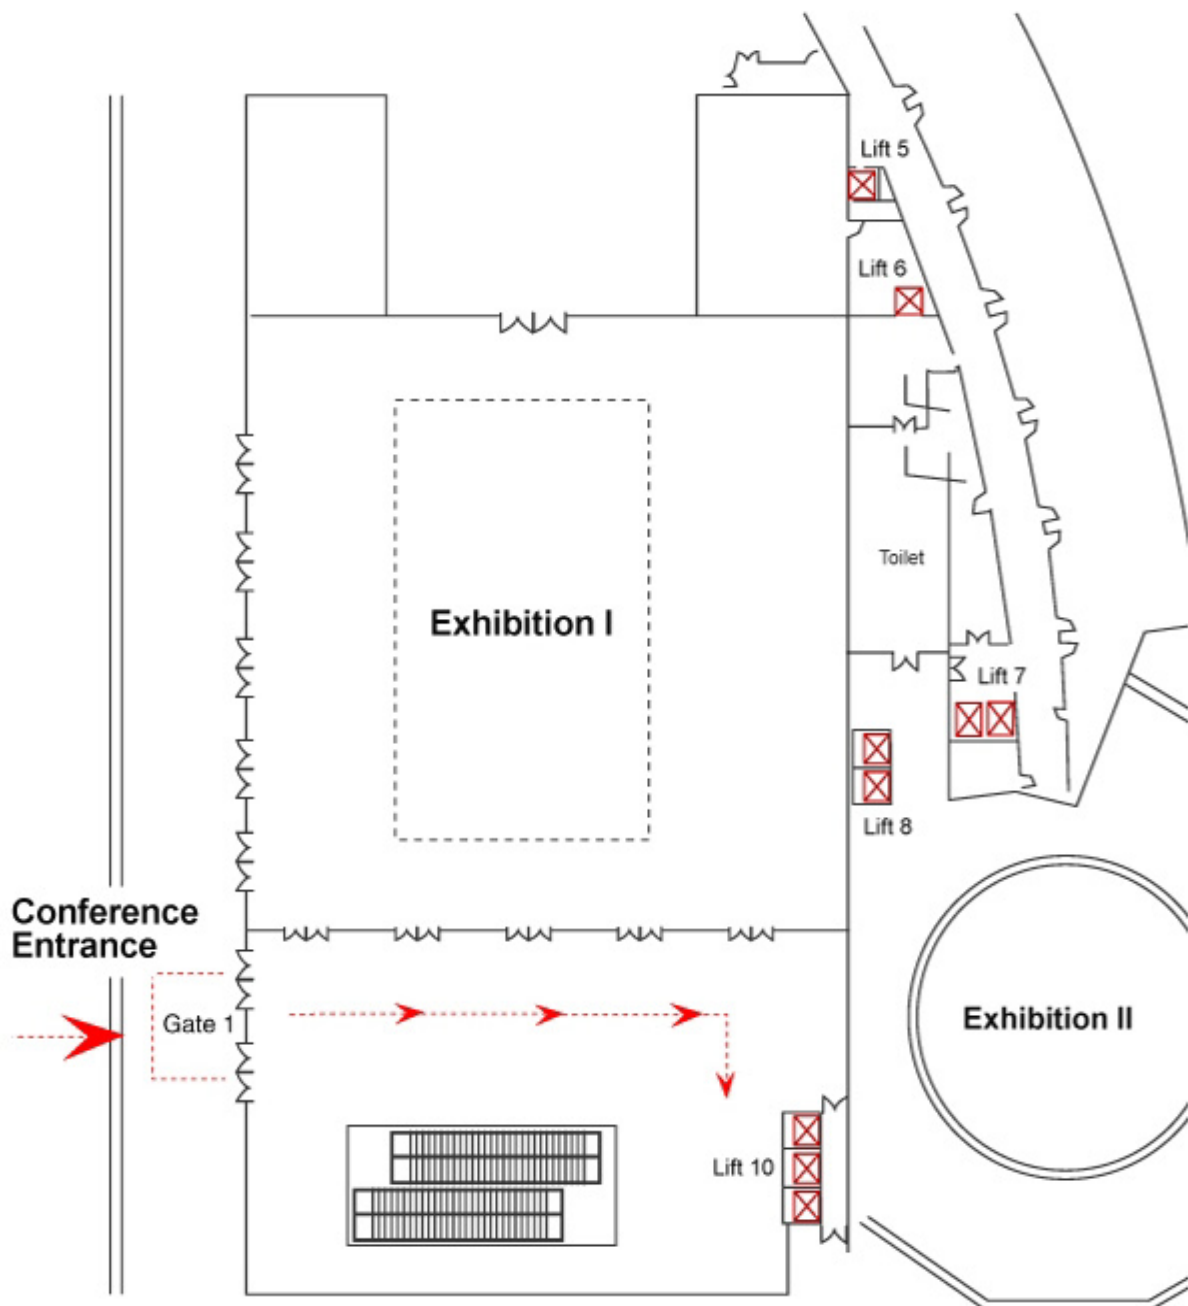 Lift 5
Lift 6
Toilet
Exhibition I
Lift 7
Lift 8
Conference
Entrance
Gate 1
Exhibition II
Lift 10